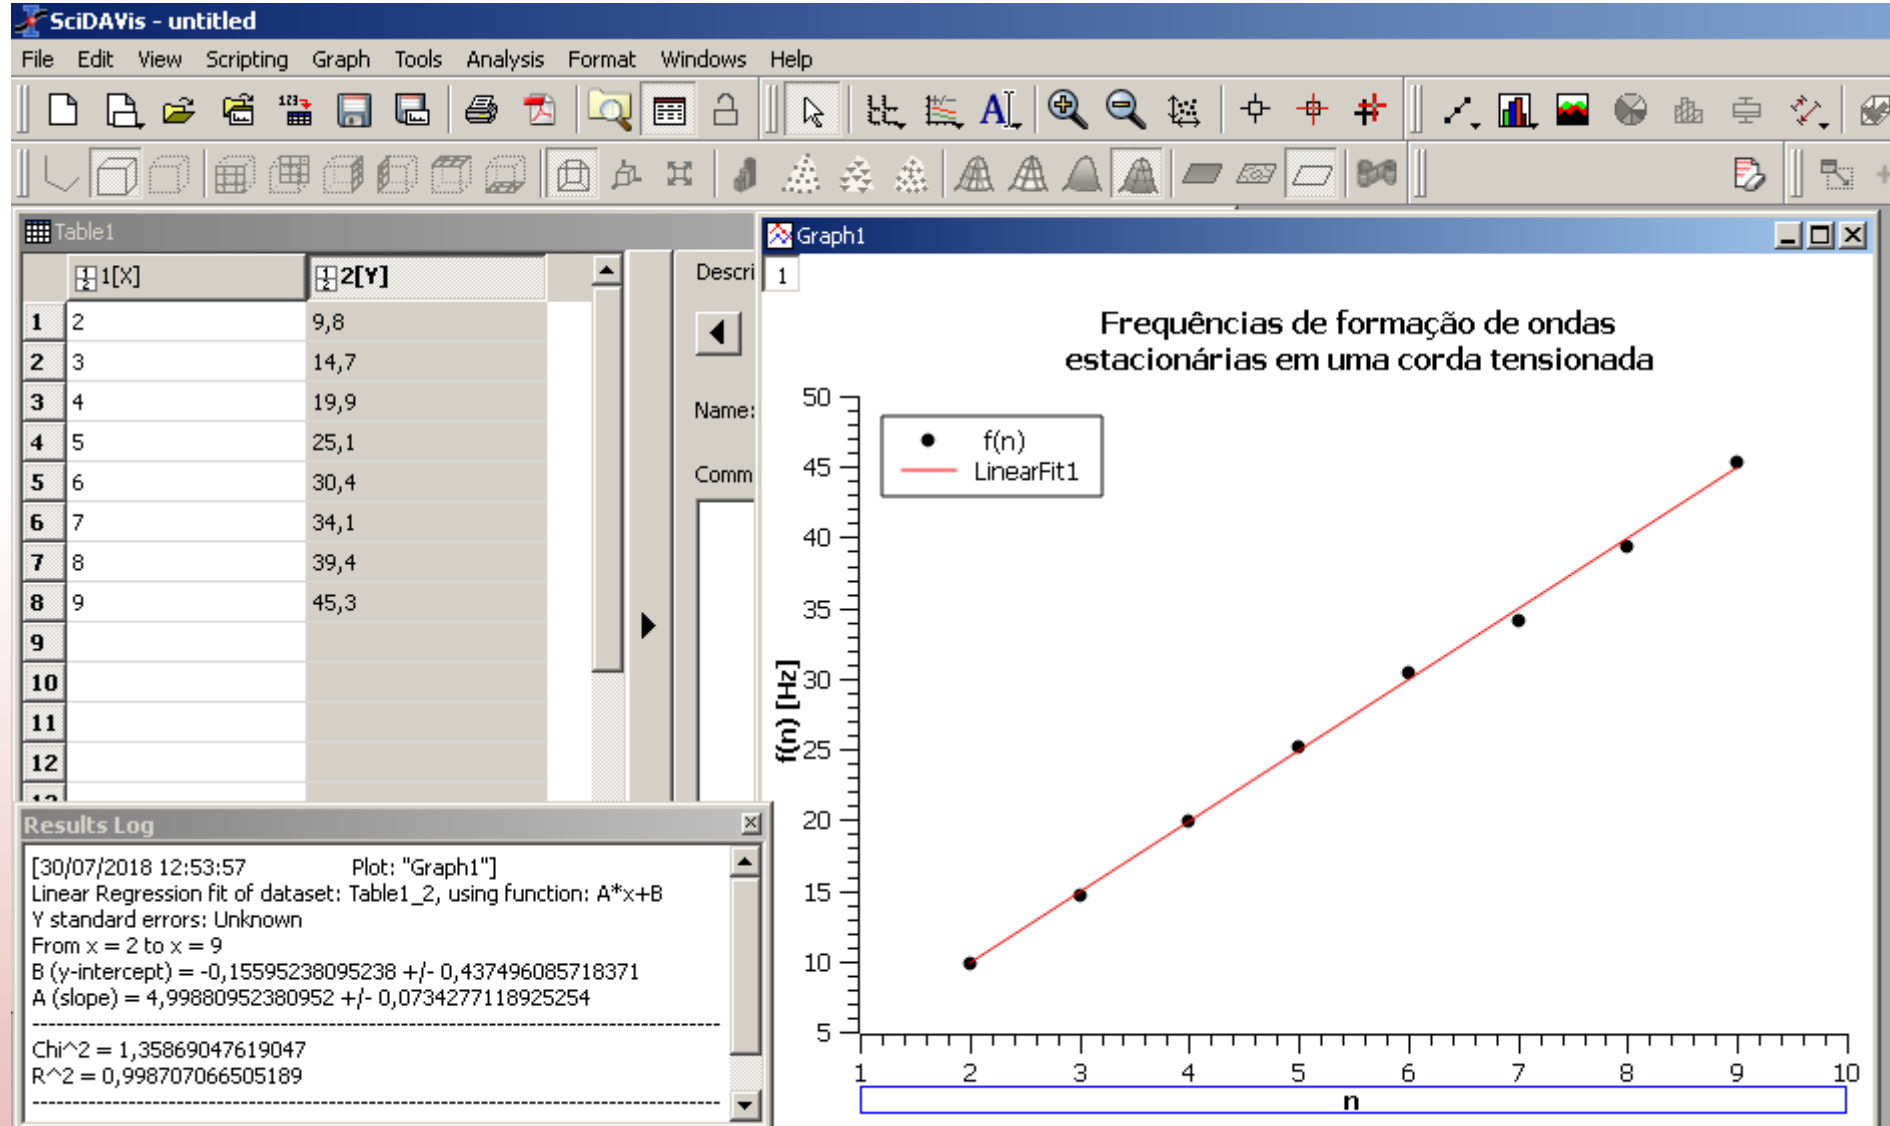 SciDAVis - untitled
File Edit View Scripting Graph Tools Analysis Format Windows Help
Table1
1[X] 2[Y]
1 2 9,8
2 3 14,7
3 4 19,9
4 5 25,1
5 6 30,4
6 7 34,1
7 8 39,4
8 9 45,3
9
10
11
12
Descri
Name:
Comm
Graph1
1
Frequências de formação de ondas
estacionárias em uma corda tensionada
f(n)
LinearFit1
50
45
40
35
30
25
20
15
10
5
f(n) [Hz]
1 2 3 4 5 6 7 8 9 10
n
Results Log
[30/07/2018 12:53:57 Plot: "Graph1"]
Linear Regression fit of dataset: Table1_2, using function: A*x+B
Y standard errors: Unknown
From x = 2 to x = 9
B (y-intercept) = -0,15595238095238 +/- 0,437496085718371
A (slope) = 4,99880952380952 +/- 0,0734277118925254
--------------------------------------------------------------------------------------
Chi^2 = 1,35869047619047
R^2 = 0,998707066505189
--------------------------------------------------------------------------------------